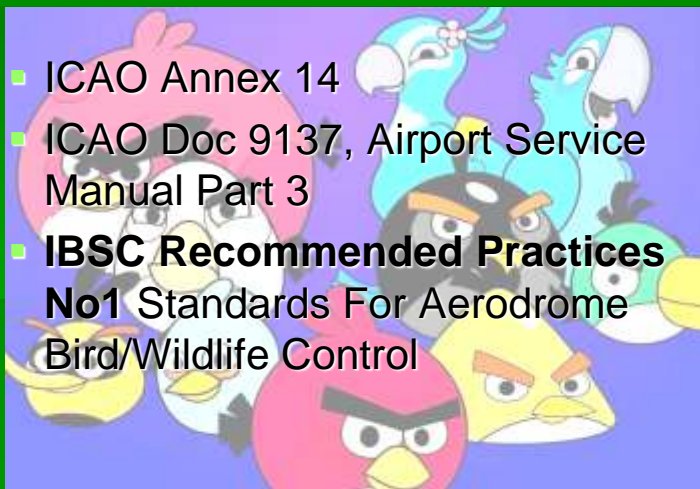 ICAO Annex 14
ICAO Doc 9137, Airport Service
Manual Part 3
IBSC Recommended Practices
No1 Standards For Aerodrome
Bird/Wildlife Control